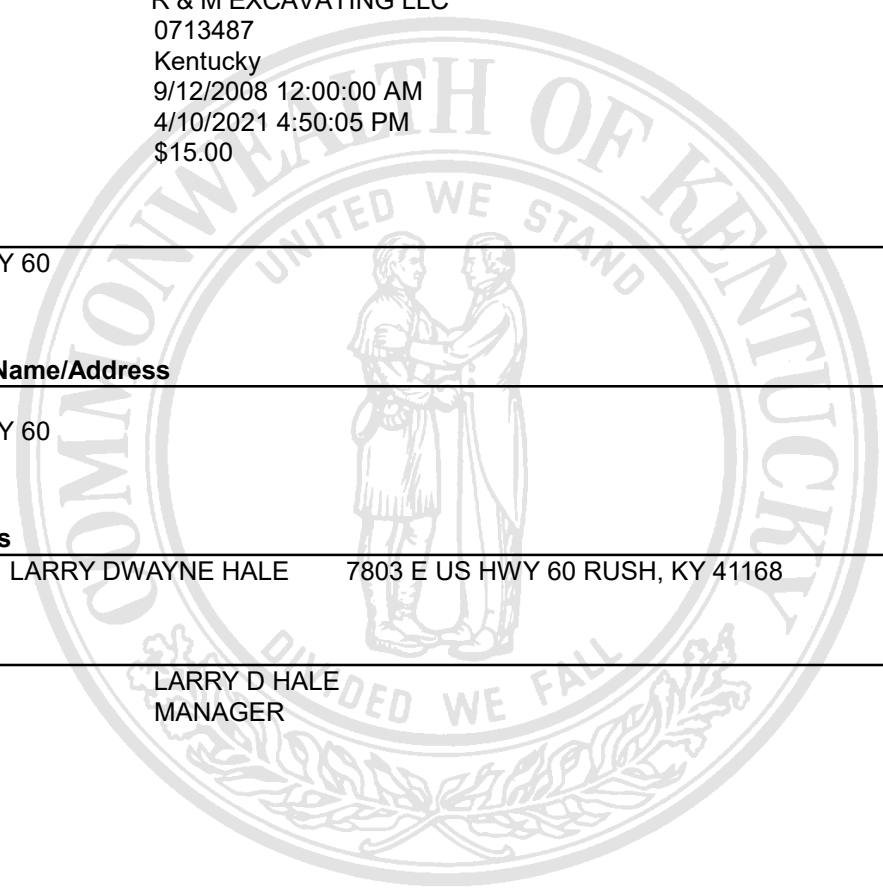 R & M EXCAVATING LLC
0713487
Kentucky
9/12/2008 12:00:00 AM
4/10/2021 4:50:05 PM
$15.00
Y 60
Name/Address
Y 60
s
LARRY DWAYNE HALE 7803 E US HWY 60 RUSH, KY 41168
LARRY D HALE
MANAGER
COMMONWEALTH OF KENTUCKY
UNITED WE STAND
DIVIDED WE FALL